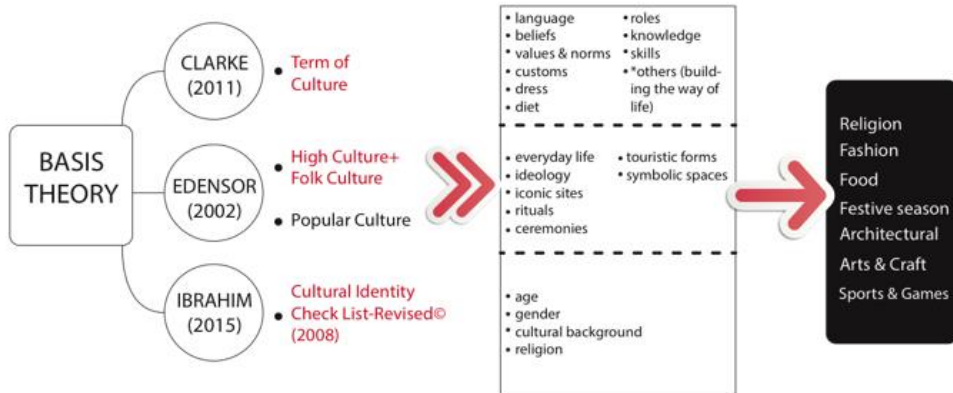 BASIS
THEORY
CLARKE
(2011)
• Term of
Culture
EDENSOR
(2002)
• High Culture+
Folk Culture
• Popular Culture
IBRAHIM
(2015)
• Cultural Identity
Check List-Revised©
(2008)
• language
• beliefs
• values & norms
• customs
• dress
• diet
• roles
• knowledge
• skills
• *others (build-
ing the way of
life)
• everyday life
• ideology
• iconic sites
• rituals
• ceremonies
• touristic forms
• symbolic spaces
• age
• gender
• cultural background
• religion
Religion
Fashion
Food
Festive season
Architectural
Arts & Craft
Sports & Games